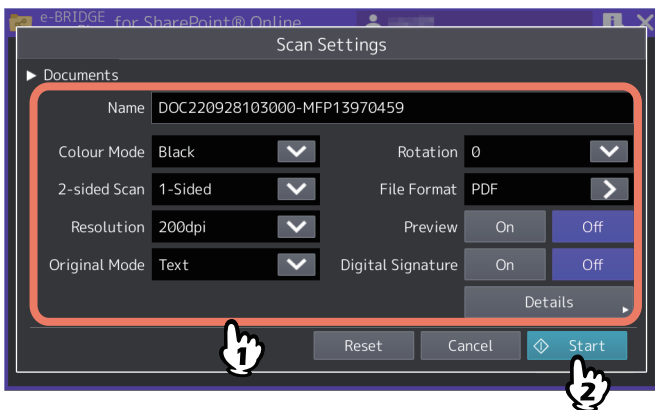 e-BRIDGE for SharePoint® Online
Scan Settings
Documents
Name DOC220928103000-MFP13970459
Colour Mode Black Rotation 0
2-sided Scan 1-Sided File Format PDF
Resolution 200dpi Preview On Off
Original Mode Text Digital Signature On Off
Details
Reset Cancel Start
1
2